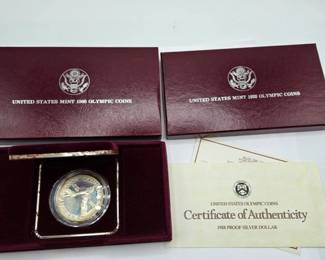 UNITED STATES MINT 1988 OLYMPIC COINS
UNITED STATES MINT 1988 OLYMPIC COINS
UNITED STATES OLYMPIC COINS
Certificate of Authenticity
1988 PROOF SILVER DOLLAR